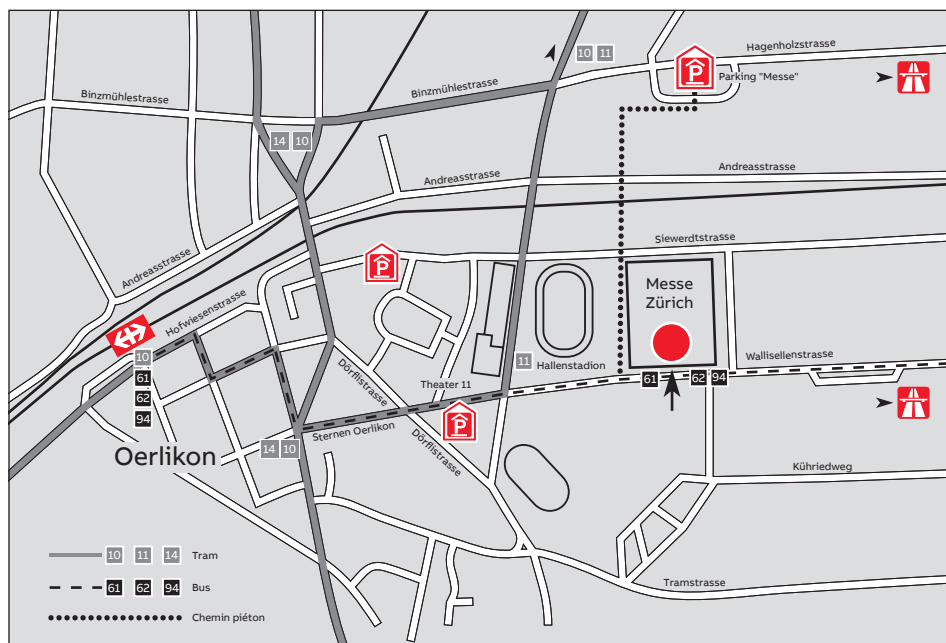 10 11
Hagenholzstrasse
P
Parking "Messe"
Binzmühlestrasse
Binzmühlestrasse
14 10
Andreasstrasse
Andreasstrasse
Andreasstrasse
Siewerdtstrasse
P
Hofwiesenstrasse
Messe
Zürich
10
61
62
94
11
Hallenstadion
Wallisellenstrasse
Dörflistrasse
Theater 11
61 62 94
P
Sternen Oerlikon
Dörflistrasse
14 10
Oerlikon
Kühriedweg
10 11 14 Tram
61 62 94 Bus
Chemin piéton
Tramstrasse